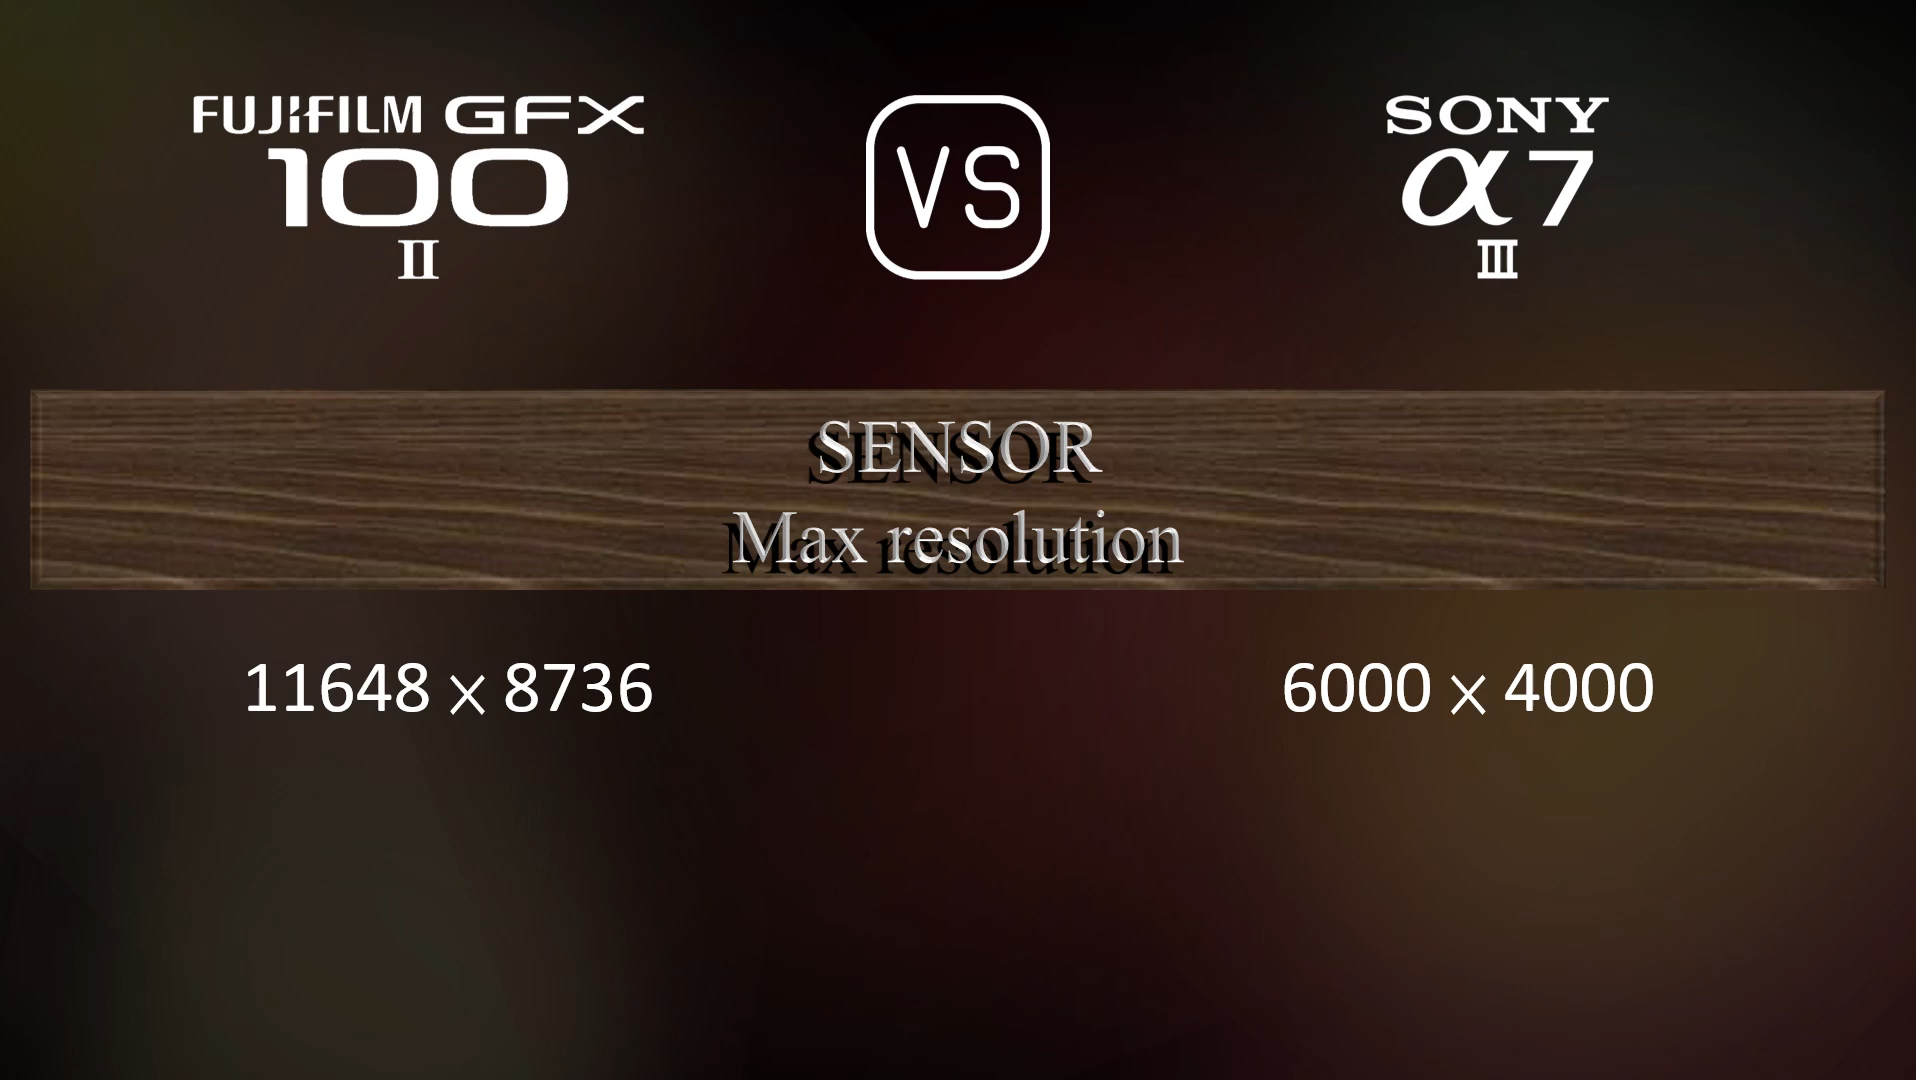 FUJIFILM GFX
100
II
VS
SONY
α7
III
SENSOR
Max resolution
11648 x 8736
6000 x 4000